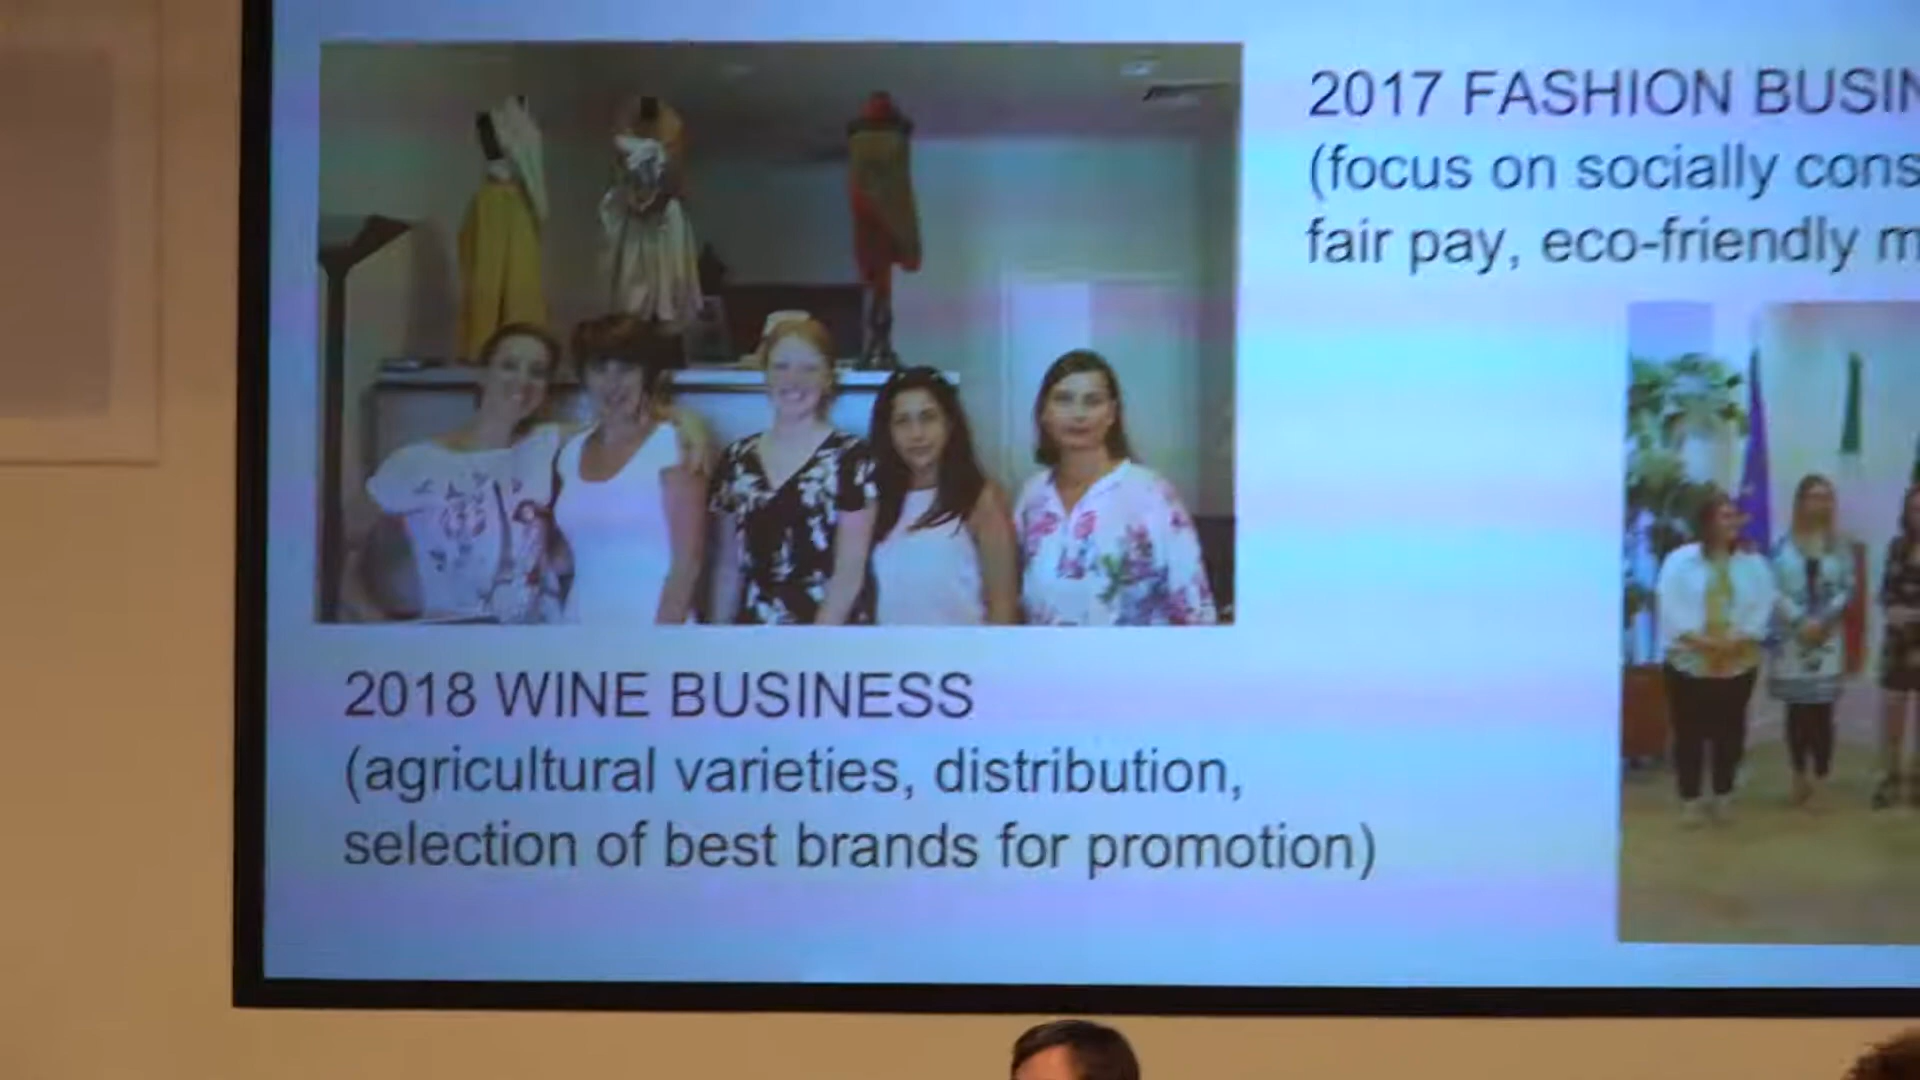 2017 FASHION
(focus on socially
fair pay, eco-friendly
2018 WINE BUSINESS
(agricultural varieties, distribution,
selection of best brands for promotion)